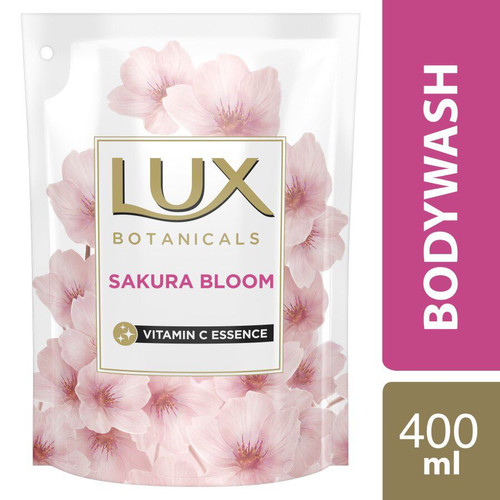 LUX
BOTANICALS
SAKURA BLOOM
VITAMIN C ESSENCE
BODYWASH
400
ml